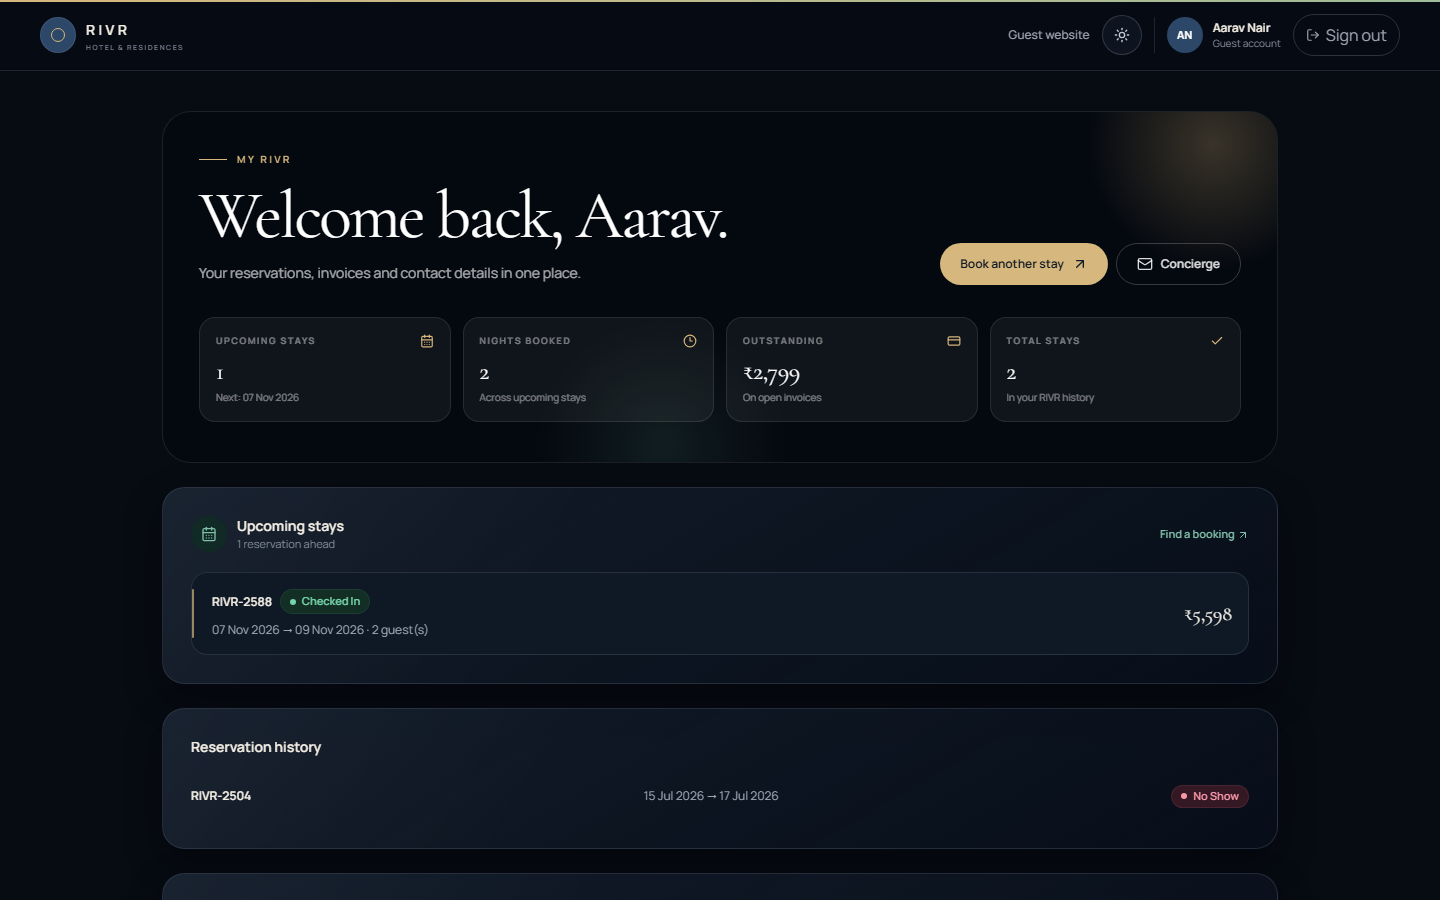 RIVR
HOTEL & RESIDENCES
Guest website
AN
Aarav Nair
Guest account
Sign out
MY RIVR
Welcome back, Aarav.
Your reservations, invoices and contact details in one place.
Book another stay
Concierge
UPCOMING STAYS
1
Next: 07 Nov 2026
NIGHTS BOOKED
2
Across upcoming stays
OUTSTANDING
₹2,799
On open invoices
TOTAL STAYS
2
In your RIVR history
Upcoming stays
1 reservation ahead
Find a booking
RIVR-2588
Checked In
07 Nov 2026 → 09 Nov 2026 · 2 guest(s)
₹5,598
Reservation history
RIVR-2504
15 Jul 2026 → 17 Jul 2026
No Show